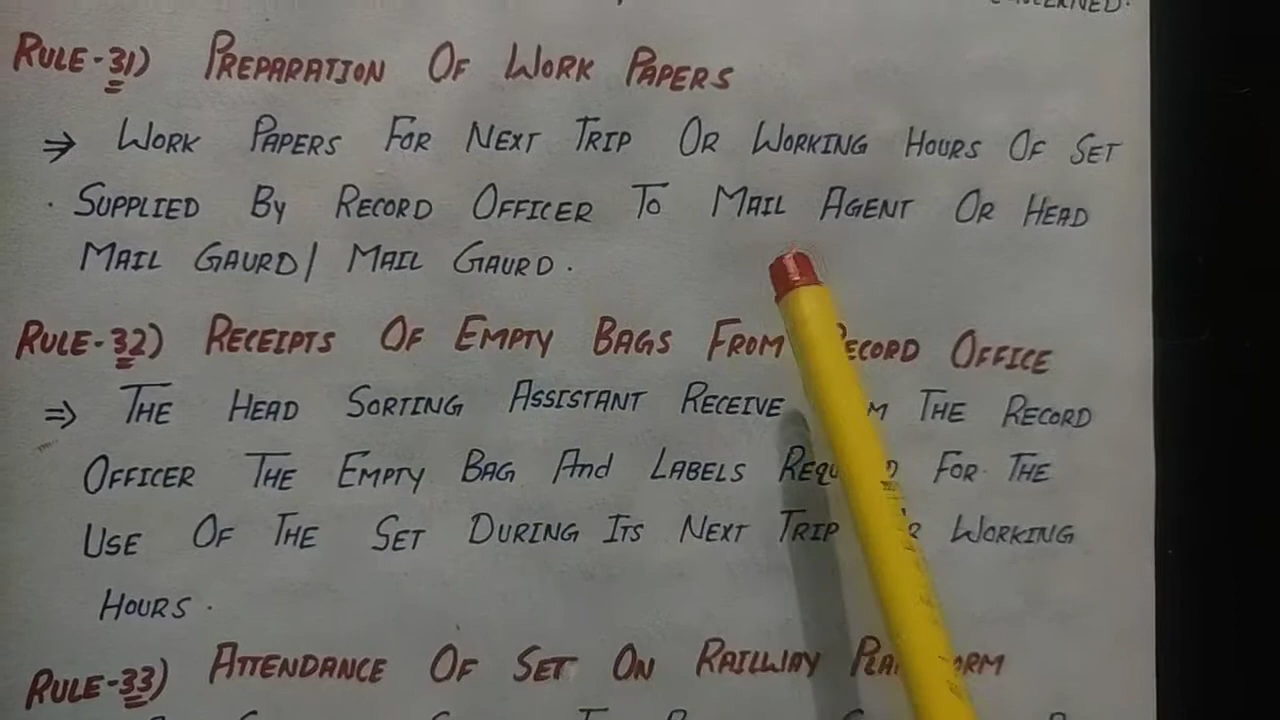 CONCERNED.
RULE-31) PREPARATION OF WORK PAPERS
⇒ WORK PAPERS FOR NEXT TRIP OR WORKING HOURS OF SET
SUPPLIED BY RECORD OFFICER TO MAIL AGENT OR HEAD
MAIL GAURD/ MAIL GAURD.
RULE-32) RECEIPTS OF EMPTY BAGS FROM RECORD OFFICE
⇒ THE HEAD SORTING ASSISTANT RECEIVE THE RECORD
OFFICER THE EMPTY BAG And LABELS FOR THE
USE OF THE SET DURING ITS NEXT TRIP WORKING
HOURS.
RULE-33) ATTENDANCE OF SET ON RAILWAY PLATFORM